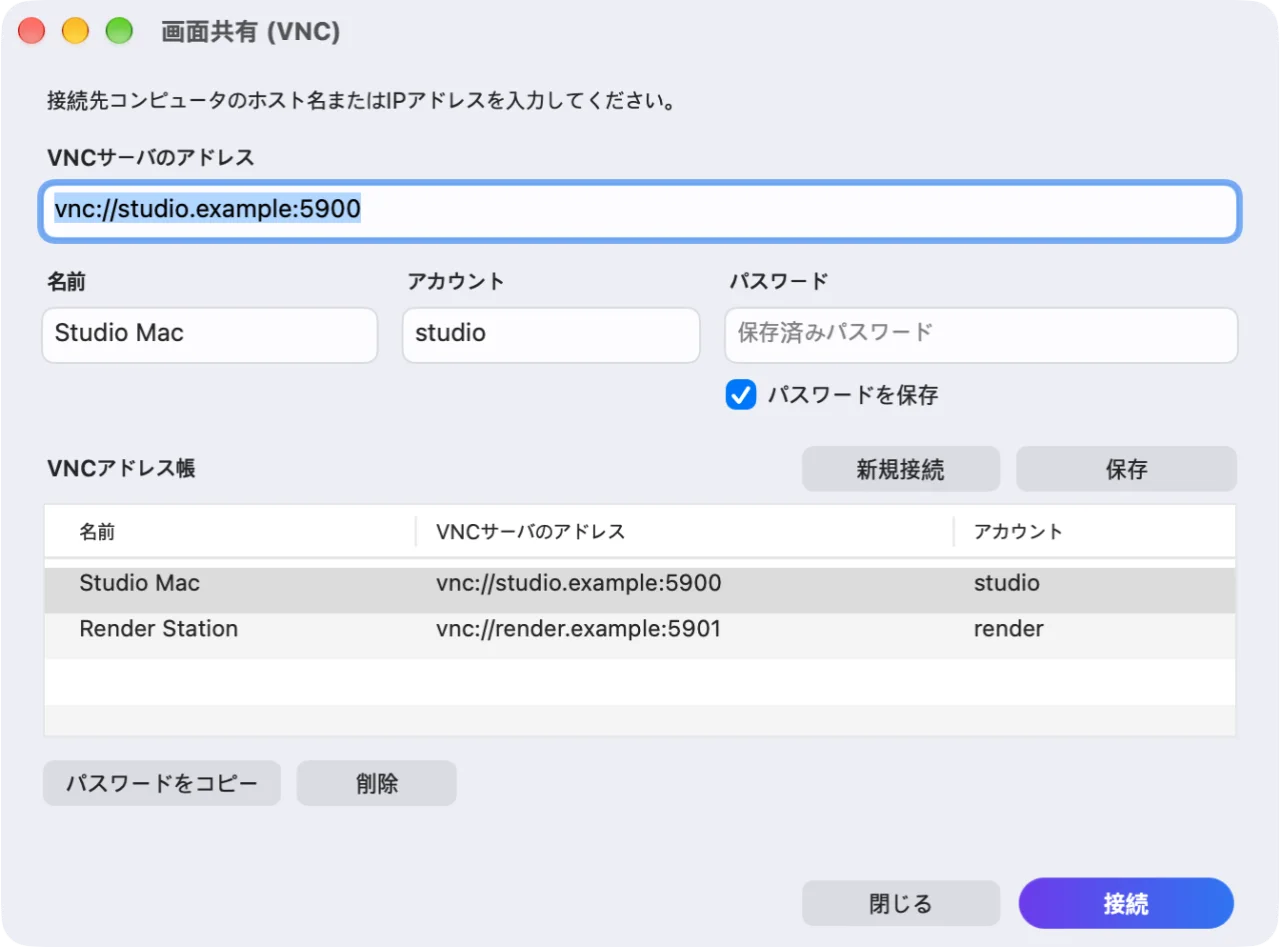 画面共有 (VNC)
接続先コンピュータのホスト名またはIPアドレスを入力してください。
VNCサーバのアドレス
vnc://studio.example:5900
名前 アカウント パスワード
Studio Mac studio 保存済みパスワード
パスワードを保存
VNCアドレス帳 新規接続 保存
名前 VNCサーバのアドレス アカウント
Studio Mac vnc://studio.example:5900 studio
Render Station vnc://render.example:5901 render
パスワードをコピー 削除
閉じる 接続